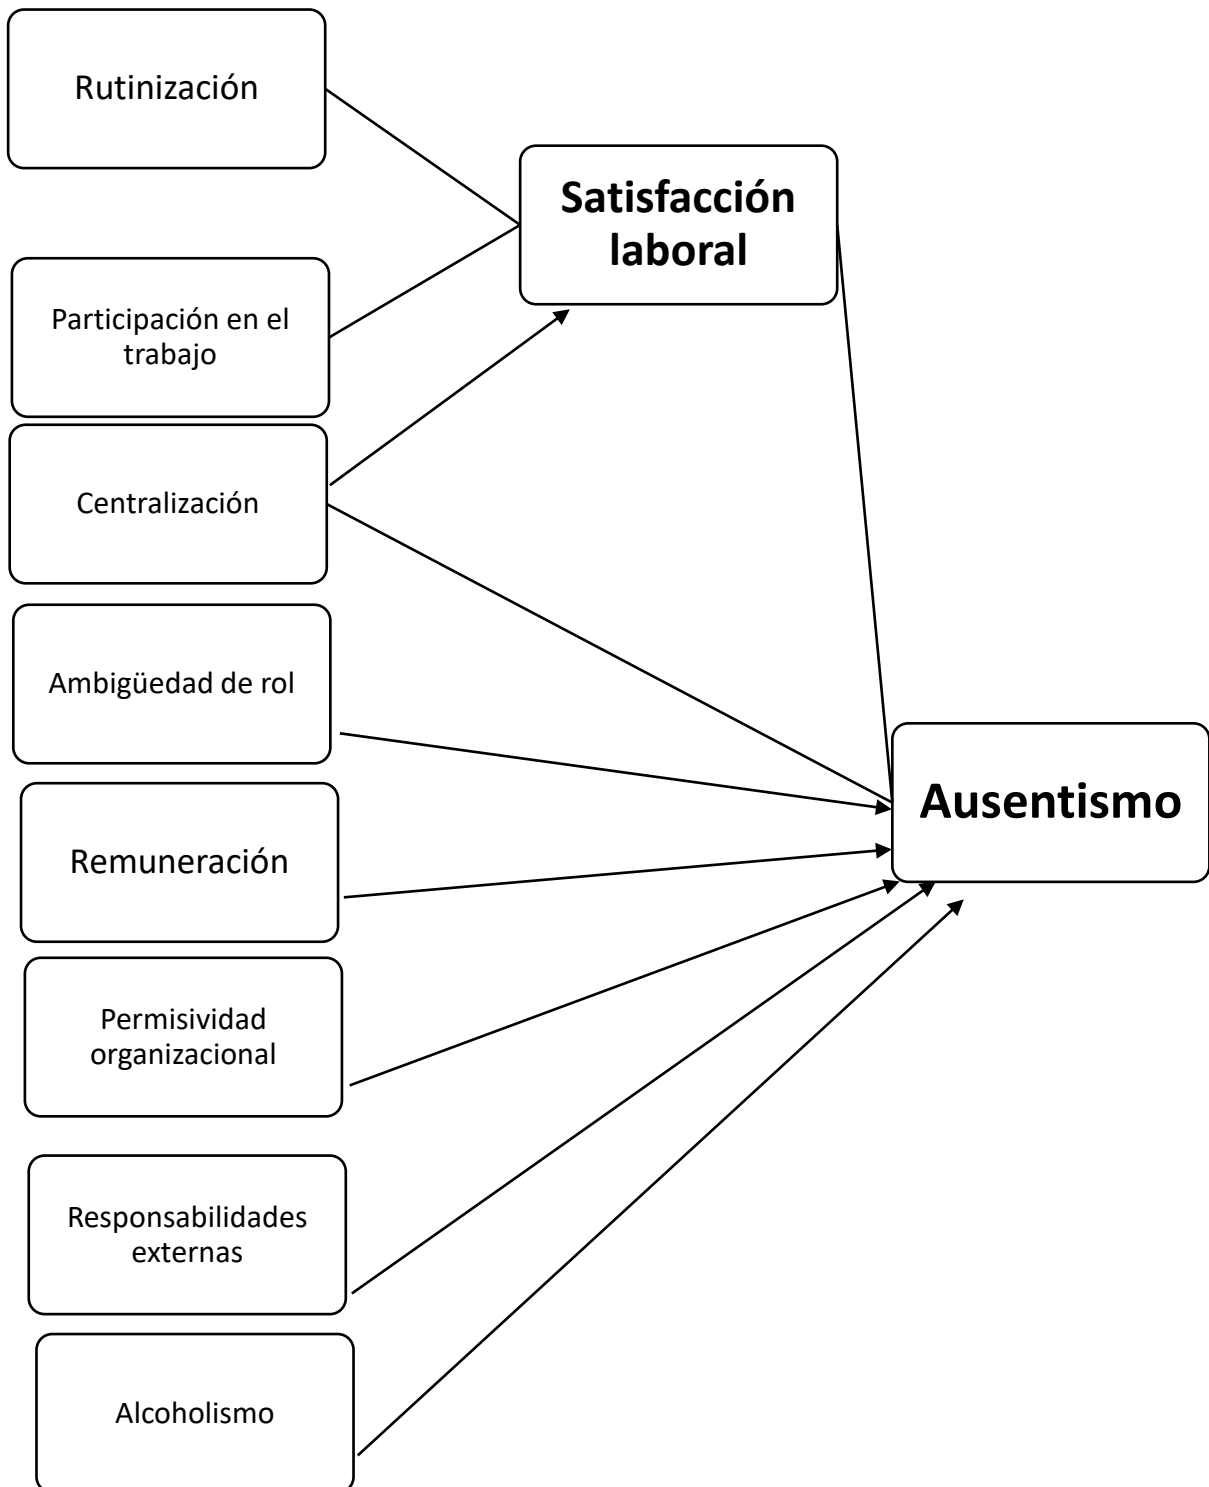 Rutinización
Satisfacción
laboral
Participación en el
trabajo
Centralización
Ambigüedad de rol
Ausentismo
Remuneración
Permisividad
organizacional
Responsabilidades
externas
Alcoholismo